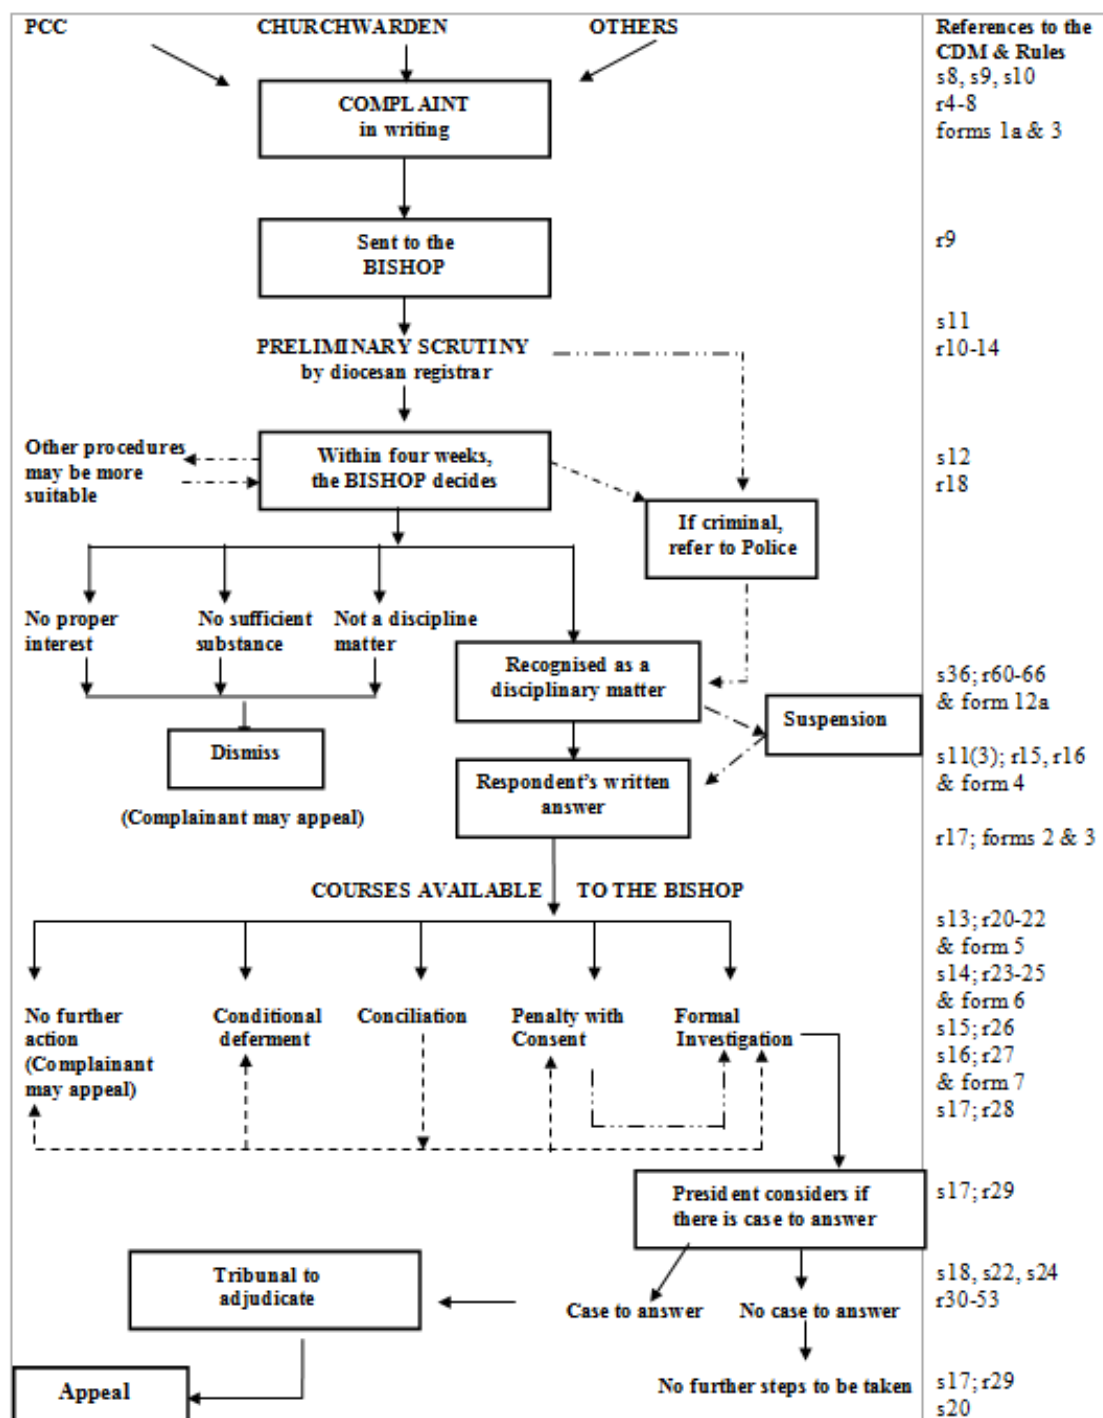 PCC
CHURCHWARDEN
OTHERS
References to the
CDM & Rules
s8, s9, s10
r4-8
forms 1a & 3
COMPLAINT
in writing
Sent to the
BISHOP
r9
s11
r10-14
PRELIMINARY SCRUTINY
by diocesan registrar
Other procedures
may be more
suitable
Within four weeks,
the BISHOP decides
s12
r18
If criminal,
refer to Police
No proper
interest
No sufficient
substance
Not a discipline
matter
Recognised as a
disciplinary matter
s36; r60-66
& form 12a
Suspension
Dismiss
(Complainant may appeal)
Respondent's written
answer
s11(3); r15, r16
& form 4
r17; forms 2 & 3
COURSES AVAILABLE TO THE BISHOP
s13; r20-22
& form 5
s14; r23-25
& form 6
s15; r26
s16; r27
& form 7
s17; r28
No further
action
(Complainant
may appeal)
Conditional
deferment
Conciliation
Penalty with
Consent
Formal
Investigation
President considers if
there is case to answer
s17; r29
Tribunal to
adjudicate
Case to answer
No case to answer
s18, s22, s24
r30-53
Appeal
No further steps to be taken
s17; r29
s20